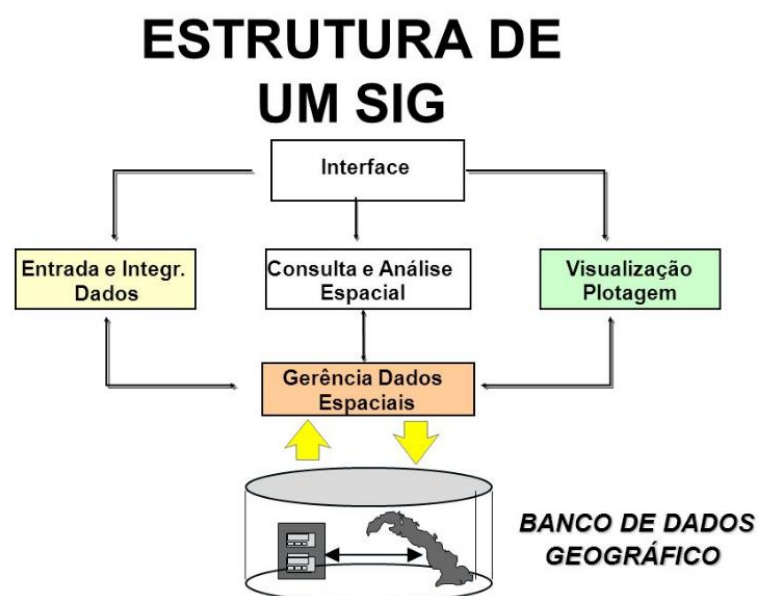 ESTRUTURA DE
UM SIG
Interface
Entrada e Integr.
Dados
Consulta e Análise
Espacial
Visualização
Plotagem
Gerência Dados
Espaciais
BANCO DE DADOS
GEOGRÁFICO